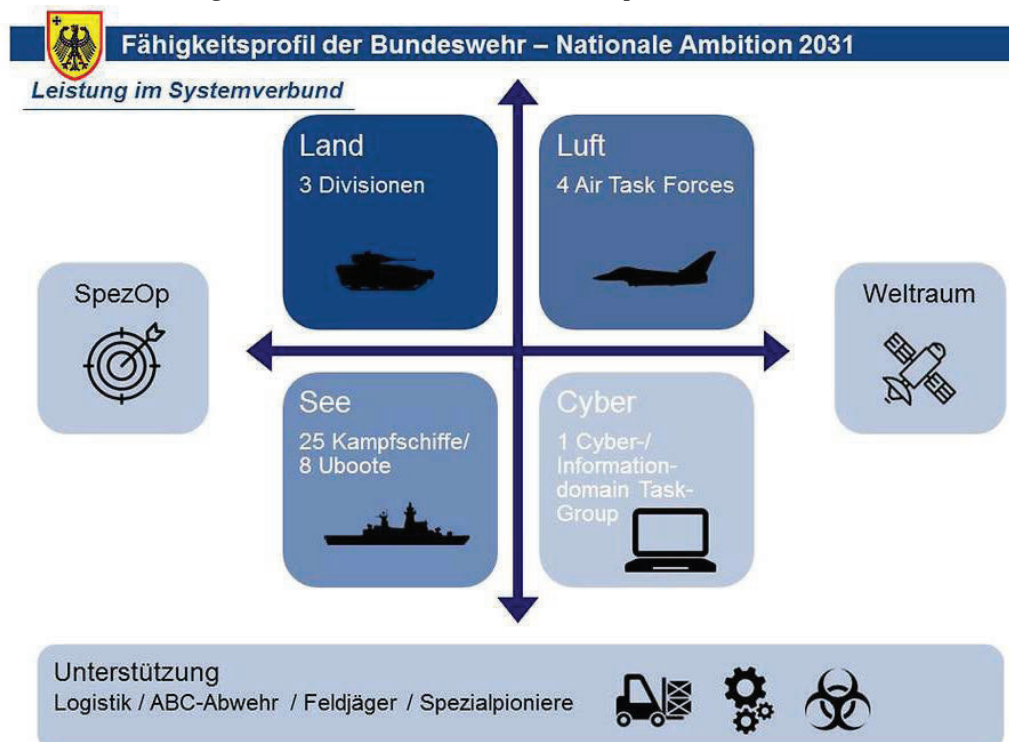 Fähigkeitsprofil der Bundeswehr – Nationale Ambition 2031
Leistung im Systemverbund
Land
3 Divisionen
Luft
4 Air Task Forces
SpezOp
Weltraum
See
25 Kampfschiffe/
8 Uboote
Cyber
1 Cyber-/
Information-
domain Task-
Group
Unterstützung
Logistik / ABC-Abwehr / Feldjäger / Spezialpioniere